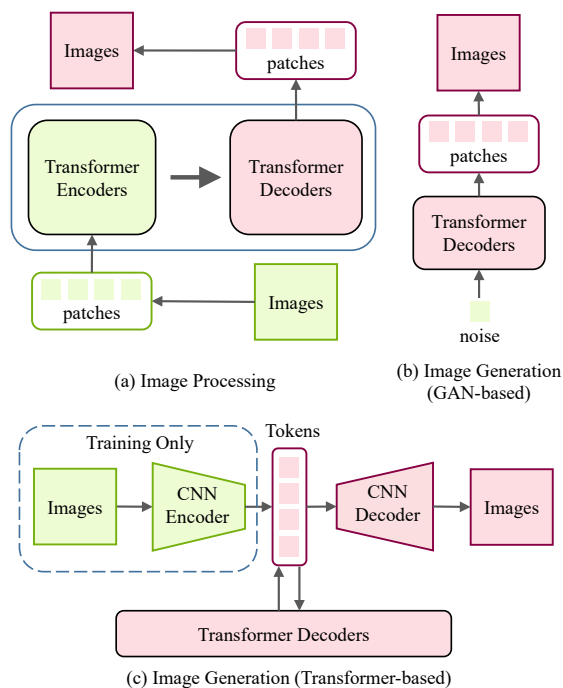 Images
patches
Transformer
Encoders
Transformer
Decoders
patches
Images
(a) Image Processing
Images
patches
Transformer
Decoders
noise
(b) Image Generation
(GAN-based)
Training Only
Tokens
Images
CNN
Encoder
CNN
Decoder
Images
Transformer Decoders
(c) Image Generation (Transformer-based)